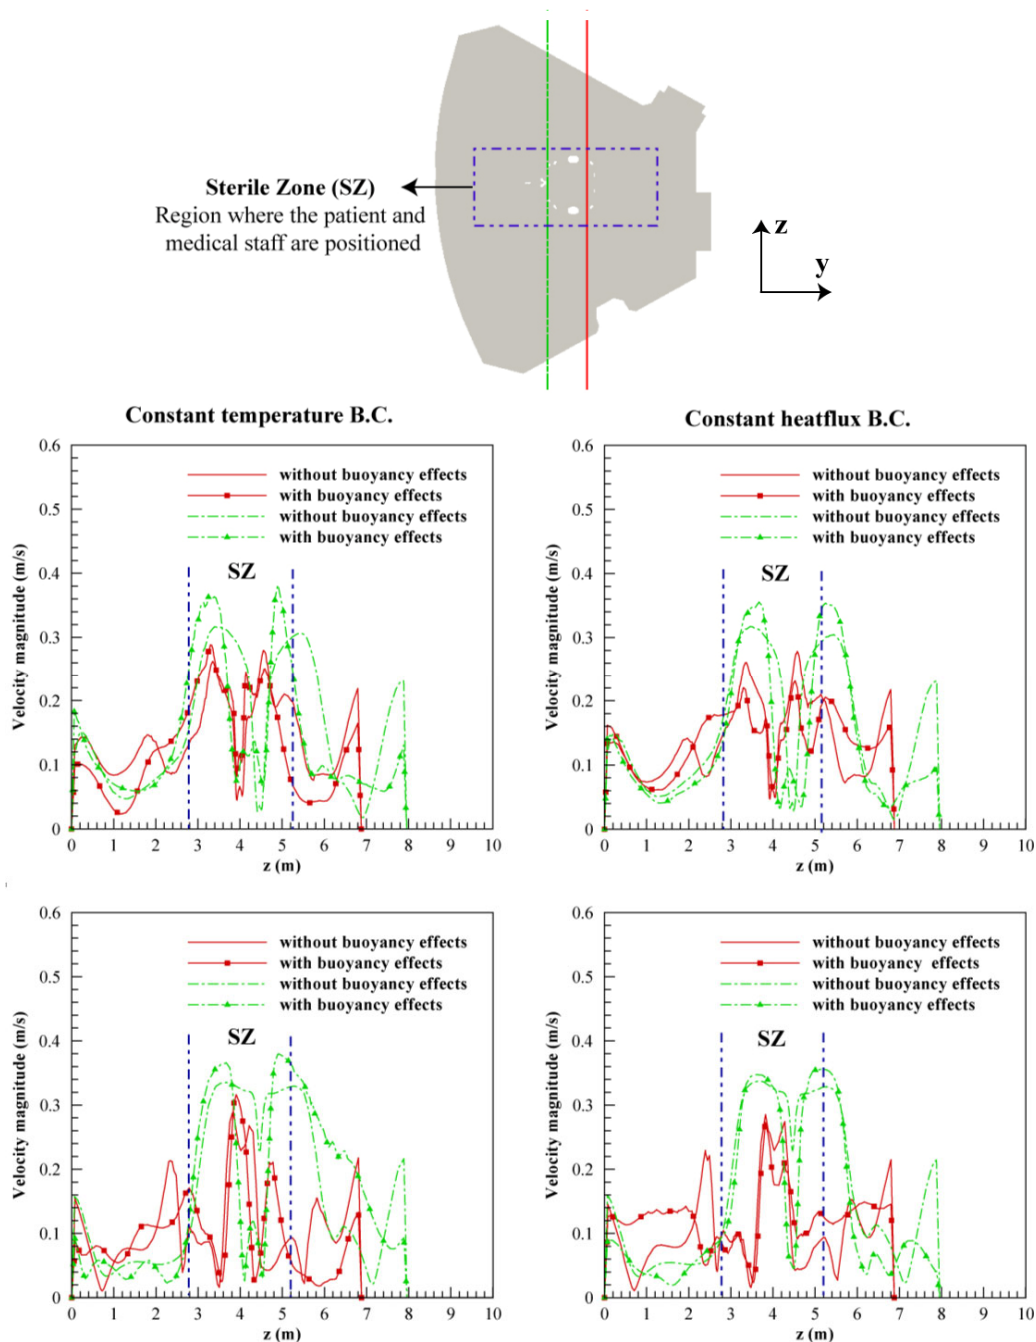 Sterile Zone (SZ)
Region where the patient and
medical staff are positioned
z
y
Constant temperature B.C.
Constant heatflux B.C.
0.6
0.5
0.4
0.3
0.2
0.1
0
Velocity magnitude (m/s)
without buoyancy effects
with buoyancy effects
without buoyancy effects
with buoyancy effects
SZ
0 1 2 3 4 5 6 7 8 9 10
z (m)
0.6
0.5
0.4
0.3
0.2
0.1
0
Velocity magnitude (m/s)
without buoyancy effects
with buoyancy effects
without buoyancy effects
with buoyancy effects
SZ
0 1 2 3 4 5 6 7 8 9 10
z (m)
0.6
0.5
0.4
0.3
0.2
0.1
0
Velocity magnitude (m/s)
without buoyancy effects
with buoyancy effects
without buoyancy effects
with buoyancy effects
SZ
0 1 2 3 4 5 6 7 8 9 10
z (m)
0.6
0.5
0.4
0.3
0.2
0.1
0
Velocity magnitude (m/s)
without buoyancy effects
with buoyancy effects
without buoyancy effects
with buoyancy effects
SZ
0 1 2 3 4 5 6 7 8 9 10
z (m)